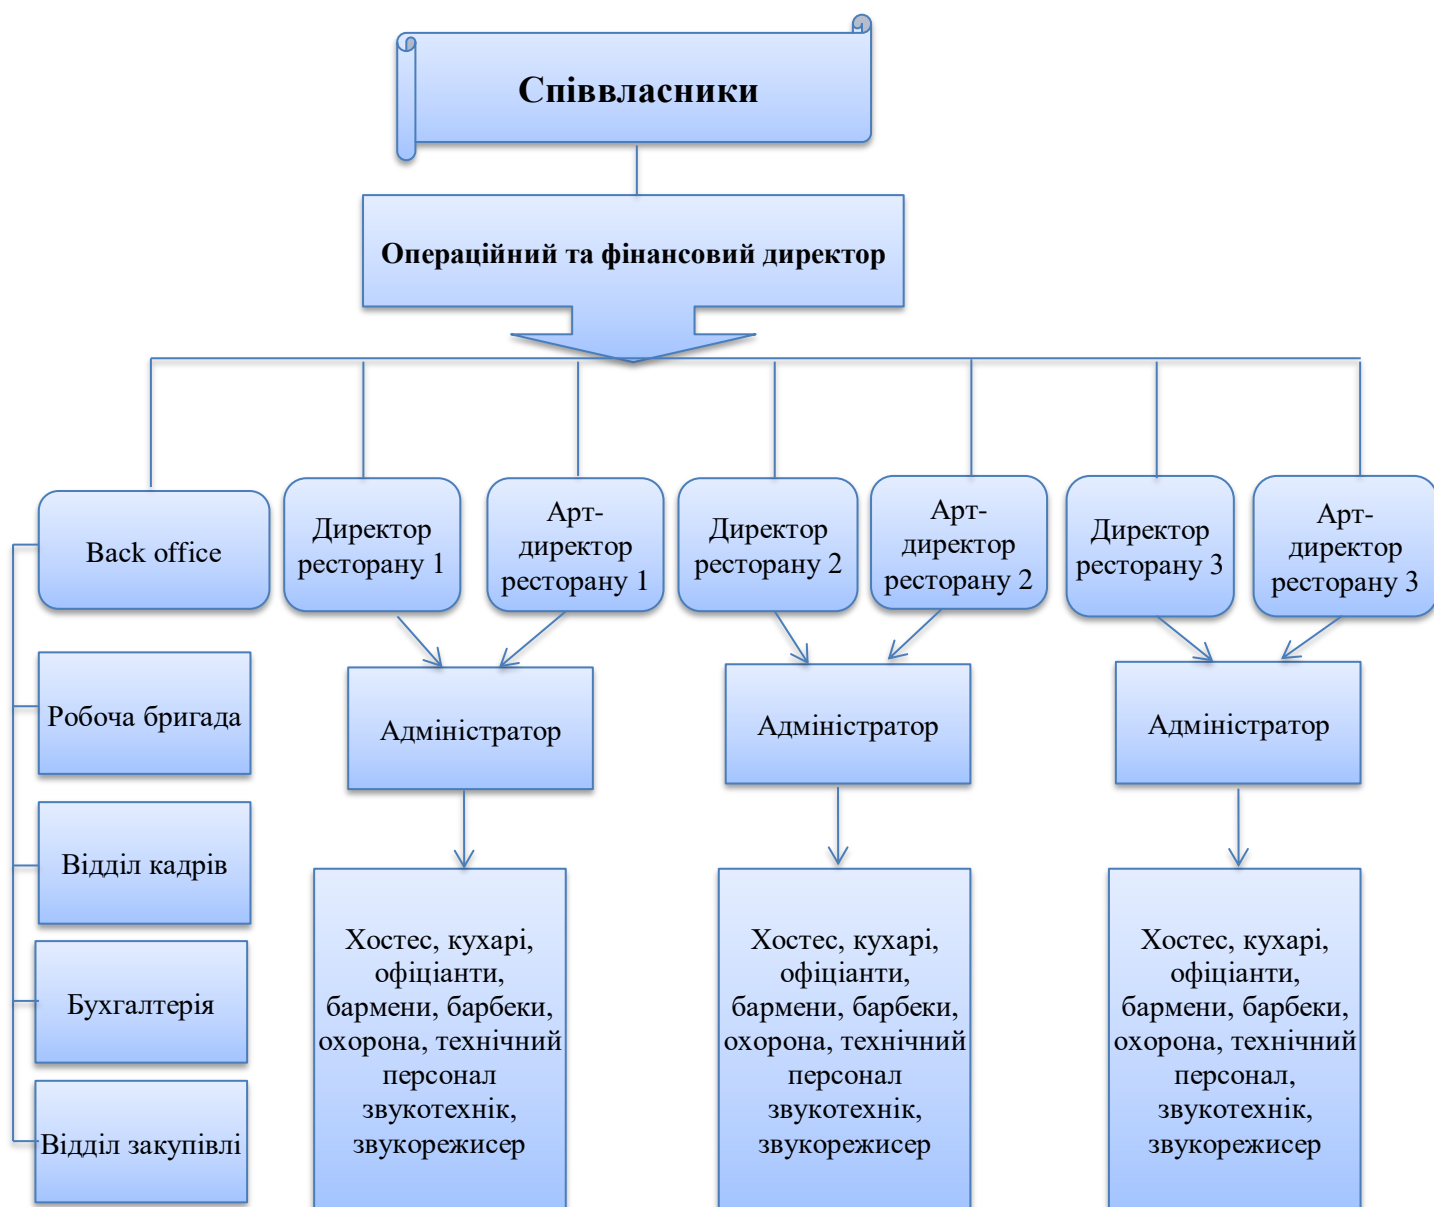 Співвласники
Операційний та фінансовий директор
Back office
Директор
ресторану 1
Арт-
директор
ресторану 1
Директор
ресторану 2
Арт-
директор
ресторану 2
Директор
ресторану 3
Арт-
директор
ресторану 3
Робоча бригада
Відділ кадрів
Бухгалтерія
Відділ закупівлі
Адміністратор
Адміністратор
Адміністратор
Хостес, кухарі,
офіціанти,
бармени, барбеки,
охорона, технічний
персонал
звукотехнік,
звукорежисер
Хостес, кухарі,
офіціанти,
бармени, барбеки,
охорона, технічний
персонал
звукотехнік,
звукорежисер
Хостес, кухарі,
офіціанти,
бармени, барбеки,
охорона, технічний
персонал,
звукотехнік,
звукорежисер